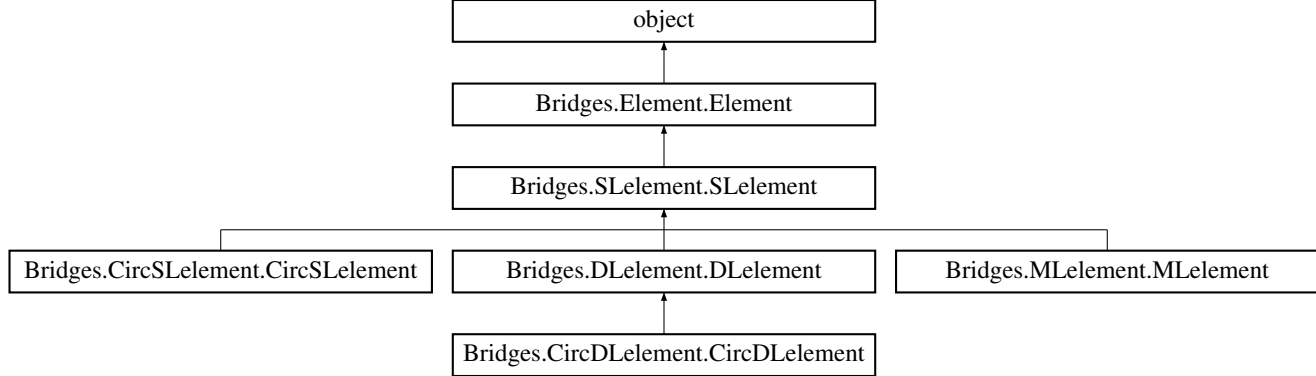 object
Bridges.Element.Element
Bridges.SLelement.SLelement
Bridges.CircSLelement.CircSLelement
Bridges.DLelement.DLelement
Bridges.MLelement.MLelement
Bridges.CircDLelement.CircDLelement